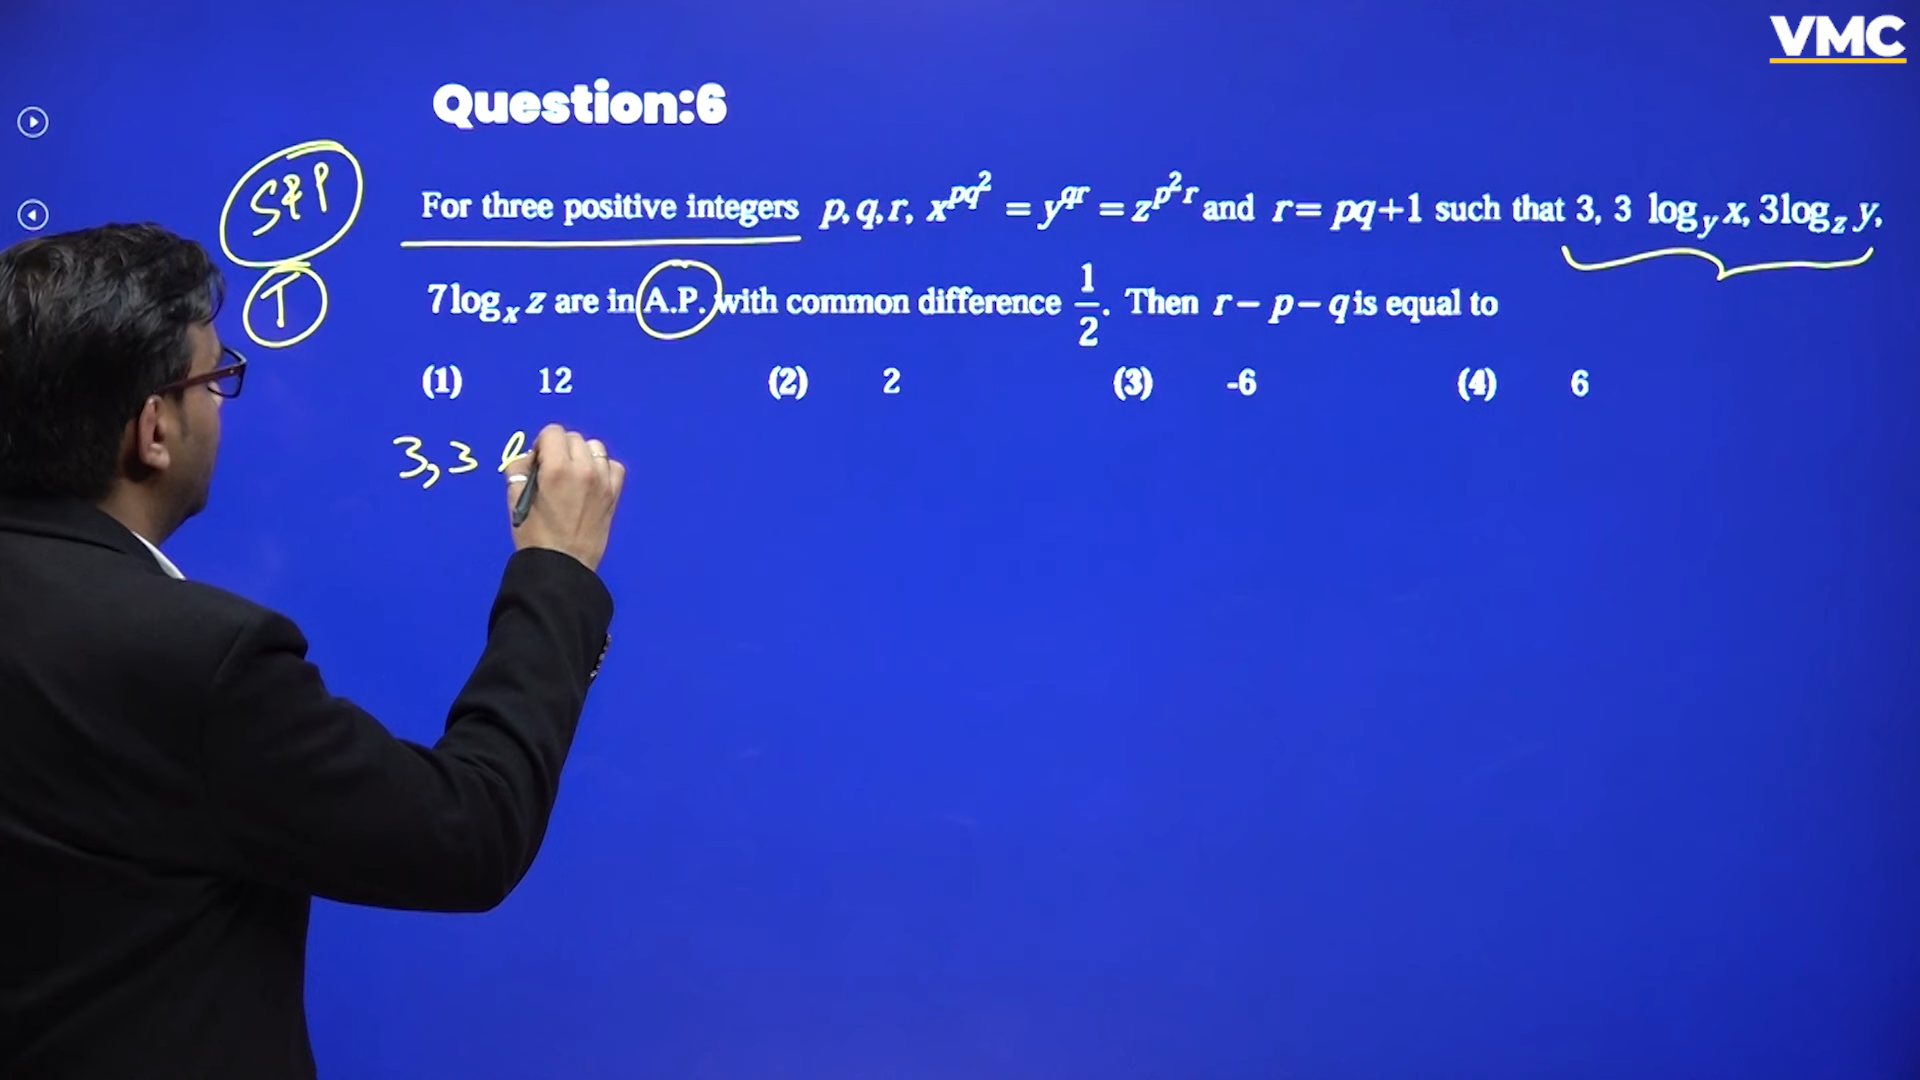 VMC
Question:6
S&P
For three positive integers p, q, r, x^{pq^2} = y^{qr} = z^{p^2r} and r = pq+1 such that 3, 3 log_y x, 3log_z y,
T
7log_x z are in A.P. with common difference 1/2. Then r − p − q is equal to
(1) 12 (2) 2 (3) -6 (4) 6
3, 3